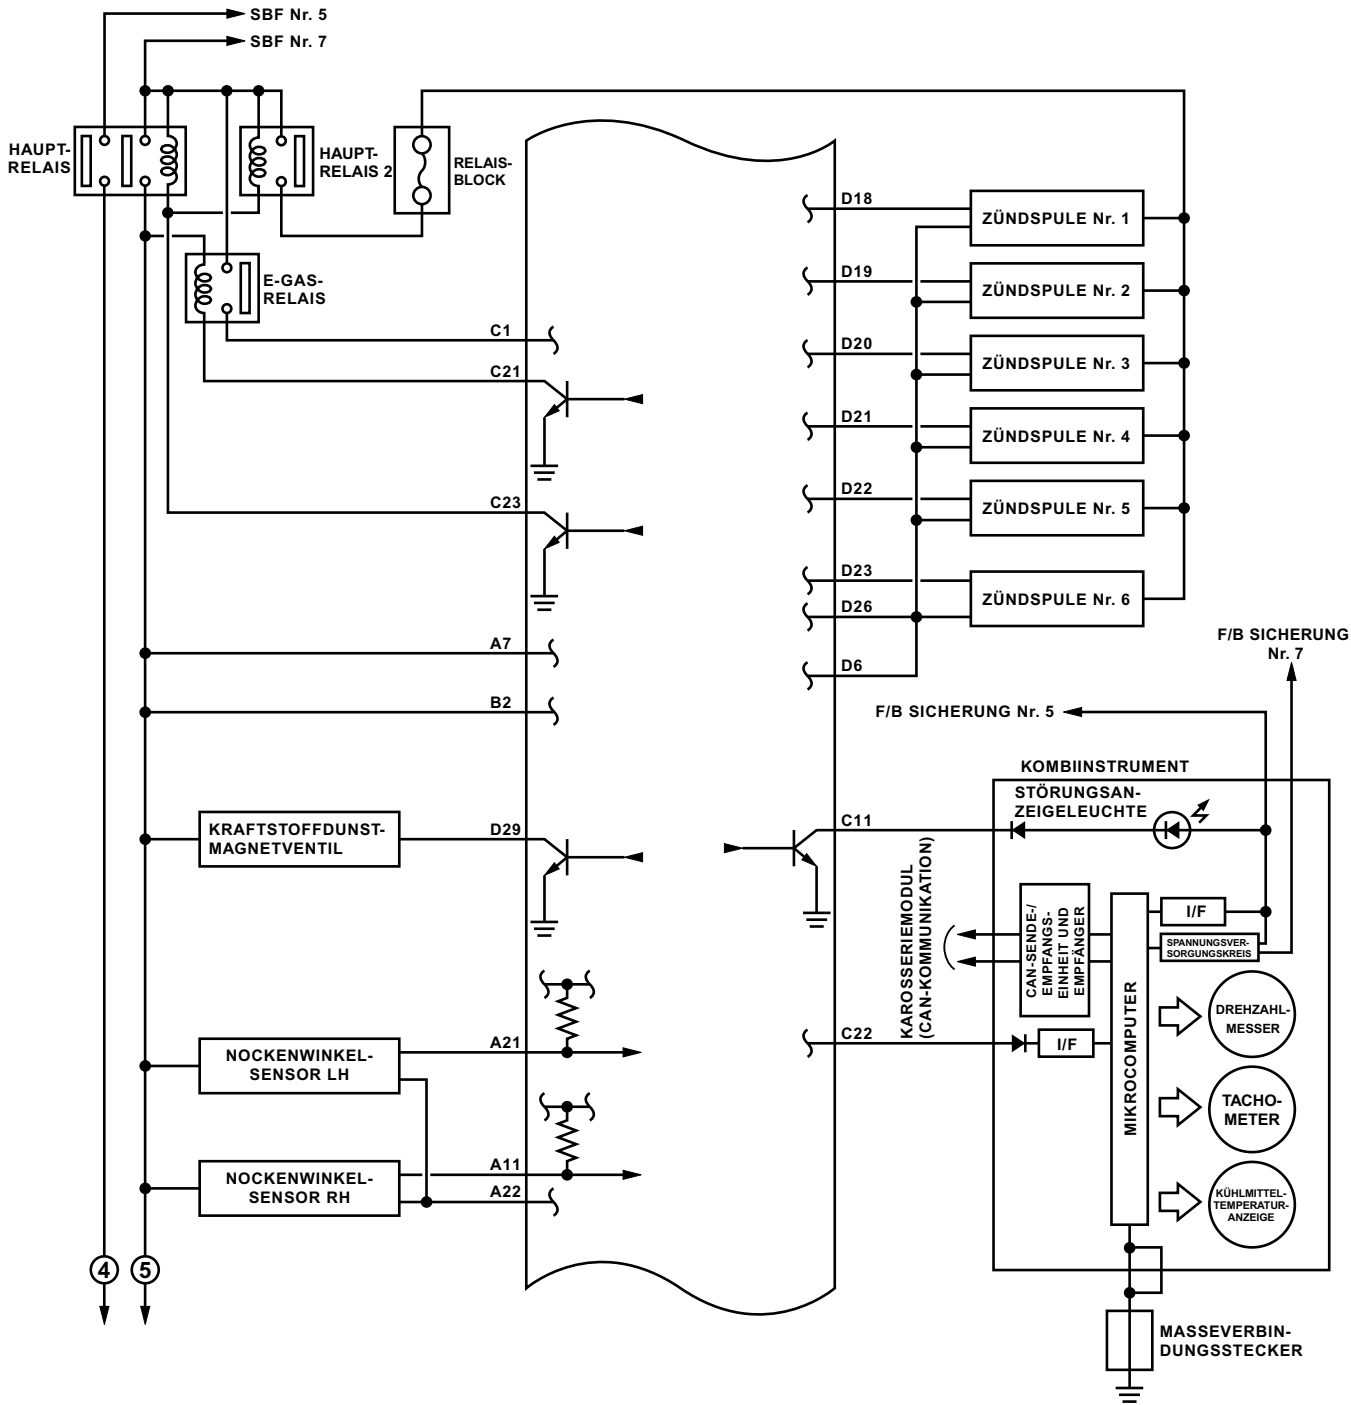 SBF Nr. 5
SBF Nr. 7
HAUPT-
RELAIS
HAUPT-
RELAIS 2
RELAIS-
BLOCK
E-GAS-
RELAIS
C1
C21
C23
A7
B2
KRAFTSTOFFDUNST-
MAGNETVENTIL
D29
NOCKENWINKEL-
SENSOR LH
A21
NOCKENWINKEL-
SENSOR RH
A11
A22
4
5
D18
ZÜNDSPULE Nr. 1
D19
ZÜNDSPULE Nr. 2
D20
ZÜNDSPULE Nr. 3
D21
ZÜNDSPULE Nr. 4
D22
ZÜNDSPULE Nr. 5
D23
ZÜNDSPULE Nr. 6
D26
D6
F/B SICHERUNG
Nr. 7
F/B SICHERUNG Nr. 5
KOMBIINSTRUMENT
STÖRUNGSAN-
ZEIGELEUCHTE
C11
KAROSSERIEMODUL
(CAN-KOMMUNIKATION)
CAN-SENDE-/
EMPFANGS-
EINHEIT UND
EMPFÄNGER
MIKROCOMPUTER
I/F
SPANNUNGSVER-
SORGUNGSKREIS
C22
I/F
DREHZAHL-
MESSER
TACHO-
METER
KÜHLMITTEL-
TEMPERATUR-
ANZEIGE
MASSEVERBIN-
DUNGSSTECKER